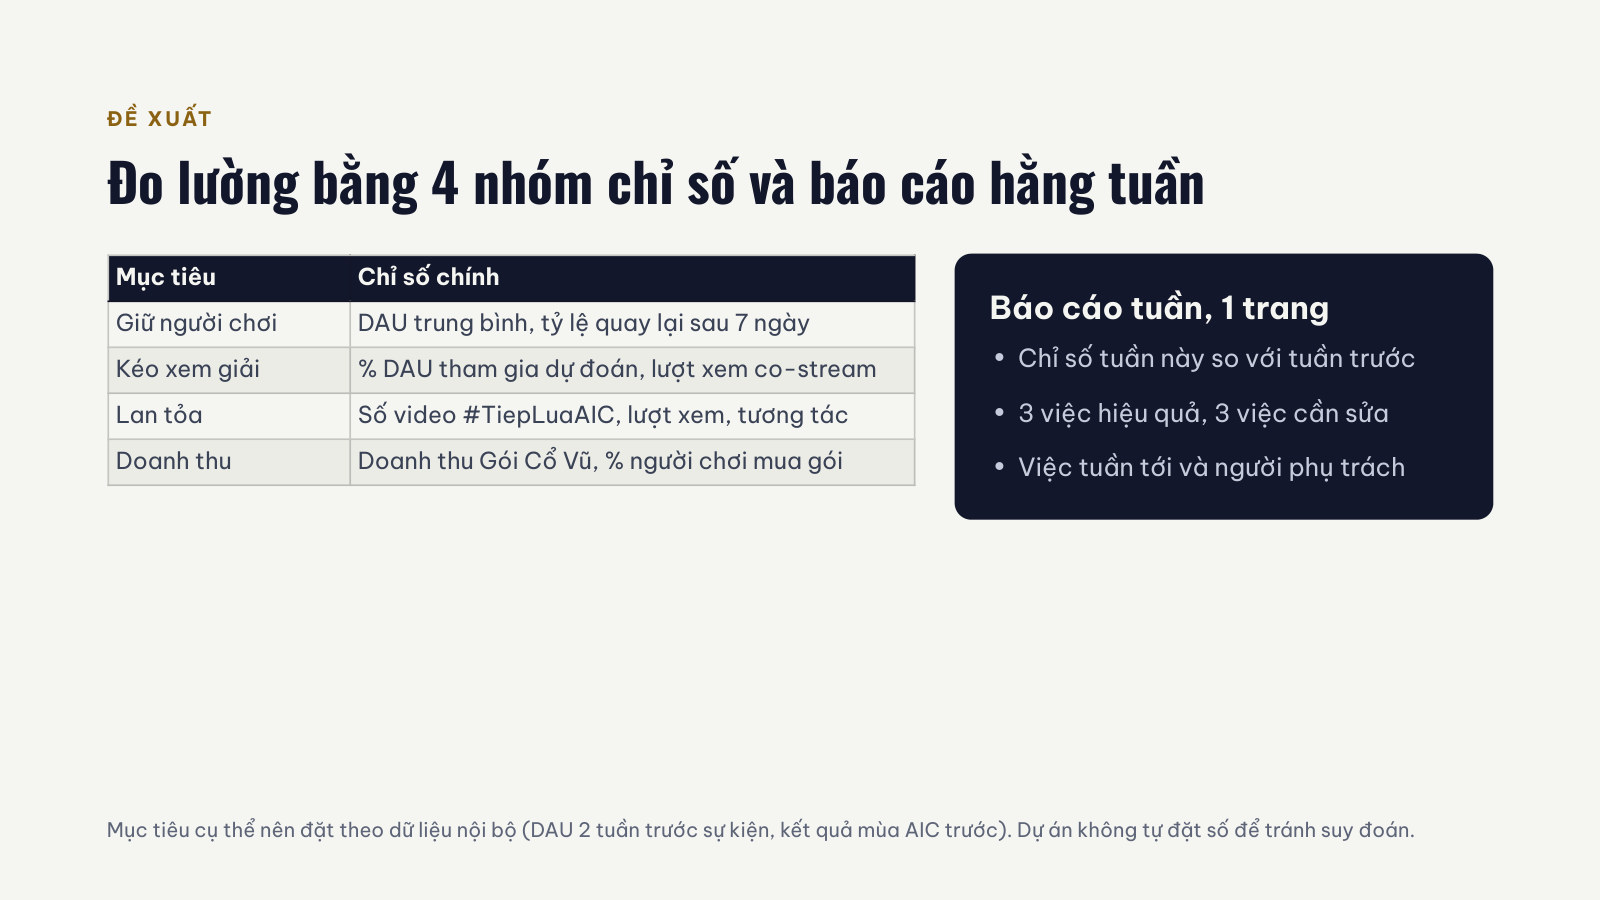 ĐỀ XUẤT
Đo lường bằng 4 nhóm chỉ số và báo cáo hằng tuần
Mục tiêu Chỉ số chính
Giữ người chơi DAU trung bình, tỷ lệ quay lại sau 7 ngày
Kéo xem giải % DAU tham gia dự đoán, lượt xem co-stream
Lan tỏa Số video #TiepLuaAIC, lượt xem, tương tác
Doanh thu Doanh thu Gói Cổ Vũ, % người chơi mua gói
Báo cáo tuần, 1 trang
• Chỉ số tuần này so với tuần trước
• 3 việc hiệu quả, 3 việc cần sửa
• Việc tuần tới và người phụ trách
Mục tiêu cụ thể nên đặt theo dữ liệu nội bộ (DAU 2 tuần trước sự kiện, kết quả mùa AIC trước). Dự án không tự đặt số để tránh suy đoán.